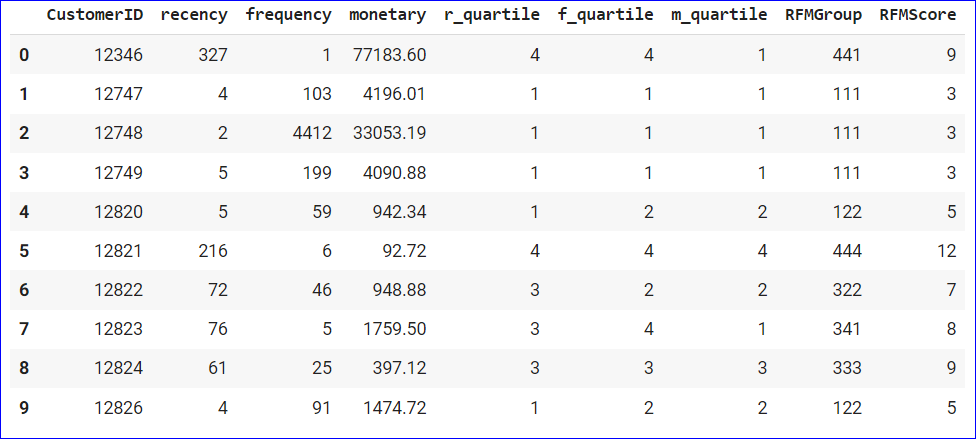 CustomerID recency frequency monetary r_quartile f_quartile m_quartile RFMGroup RFMScore
0 12346 327 1 77183.60 4 4 1 441 9
1 12747 4 103 4196.01 1 1 1 111 3
2 12748 2 4412 33053.19 1 1 1 111 3
3 12749 5 199 4090.88 1 1 1 111 3
4 12820 5 59 942.34 1 2 2 122 5
5 12821 216 6 92.72 4 4 4 444 12
6 12822 72 46 948.88 3 2 2 322 7
7 12823 76 5 1759.50 3 4 1 341 8
8 12824 61 25 397.12 3 3 3 333 9
9 12826 4 91 1474.72 1 2 2 122 5